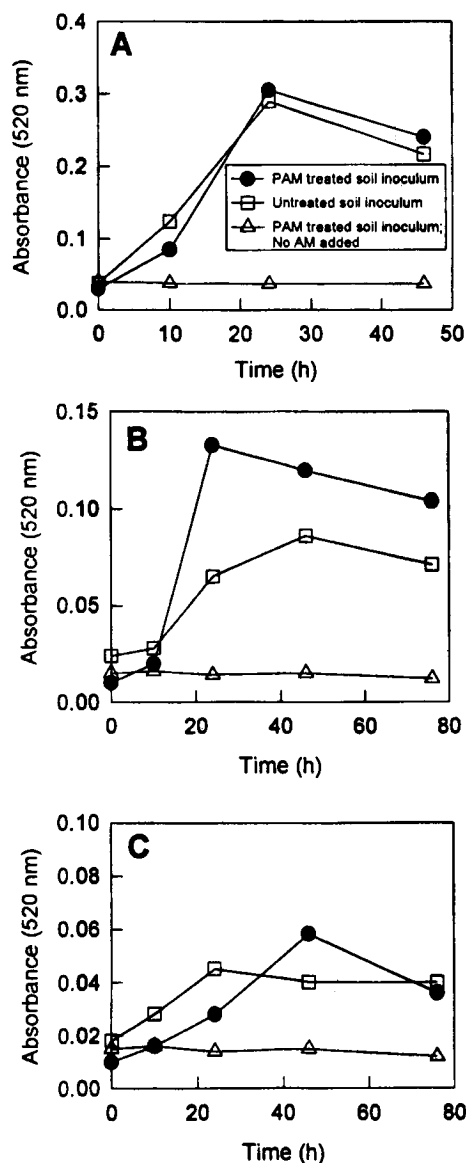 A
Absorbance (520 nm)
0.4
0.3
0.2
0.1
0.0
PAM treated soil inoculum
Untreated soil inoculum
PAM treated soil inoculum;
No AM added
0 10 20 30 40 50
Time (h)
B
Absorbance (520 nm)
0.15
0.10
0.05
0.00
0 20 40 60 80
Time (h)
C
Absorbance (520 nm)
0.10
0.08
0.06
0.04
0.02
0.00
0 20 40 60 80
Time (h)